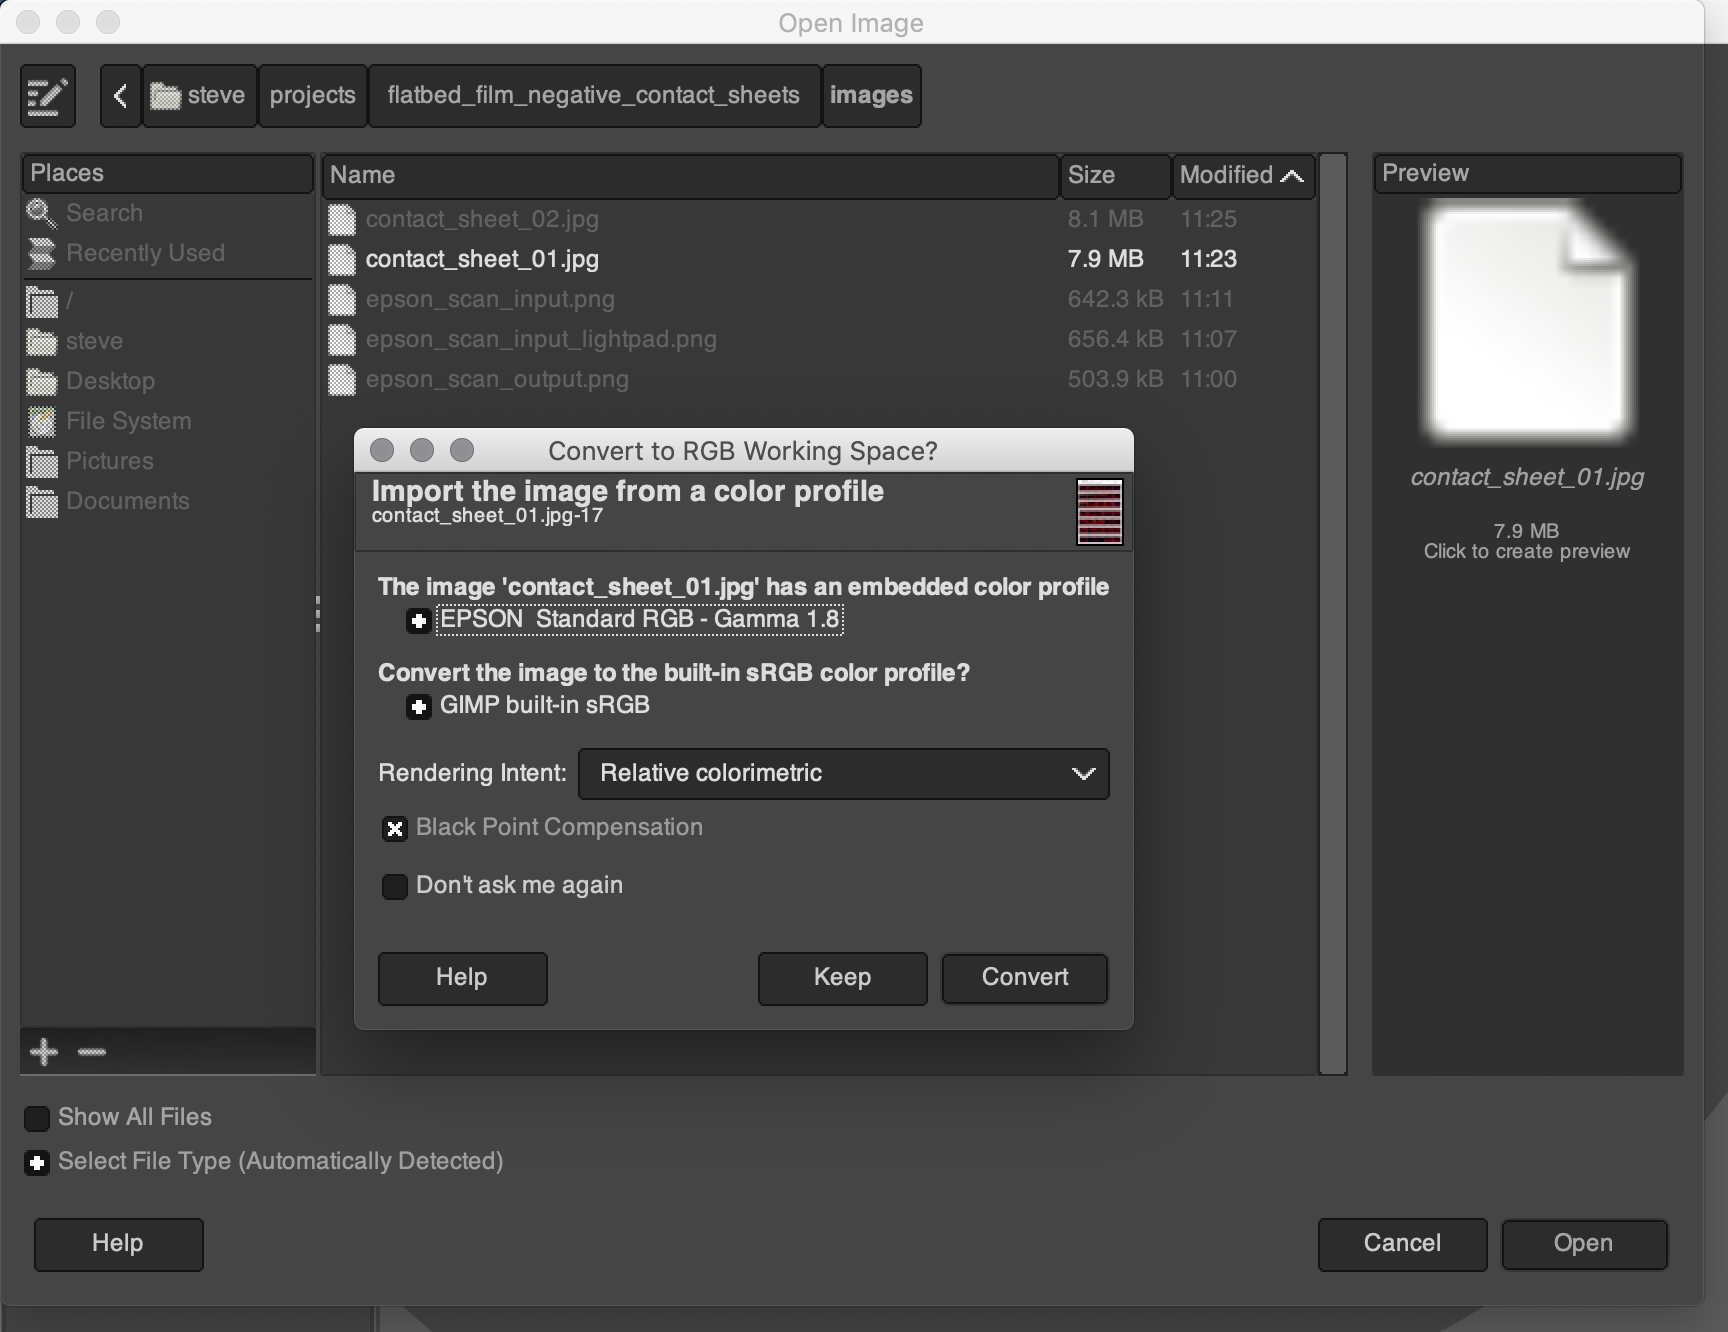 Open Image
steve projects flatbed_film_negative_contact_sheets images
Places
Search
Recently Used
/
steve
Desktop
File System
Pictures
Documents
Name Size Modified
contact_sheet_02.jpg 8.1 MB 11:25
contact_sheet_01.jpg 7.9 MB 11:23
epson_scan_input.png 642.3 kB 11:11
epson_scan_input_lightpad.png 656.4 kB 11:07
epson_scan_output.png 503.9 kB 11:00
Preview
contact_sheet_01.jpg
7.9 MB
Click to create preview
Convert to RGB Working Space?
Import the image from a color profile
contact_sheet_01.jpg-17
The image 'contact_sheet_01.jpg' has an embedded color profile
EPSON  Standard RGB - Gamma 1.8
Convert the image to the built-in sRGB color profile?
GIMP built-in sRGB
Rendering Intent: Relative colorimetric
Black Point Compensation
Don't ask me again
Help Keep Convert
Show All Files
Select File Type (Automatically Detected)
Help Cancel Open